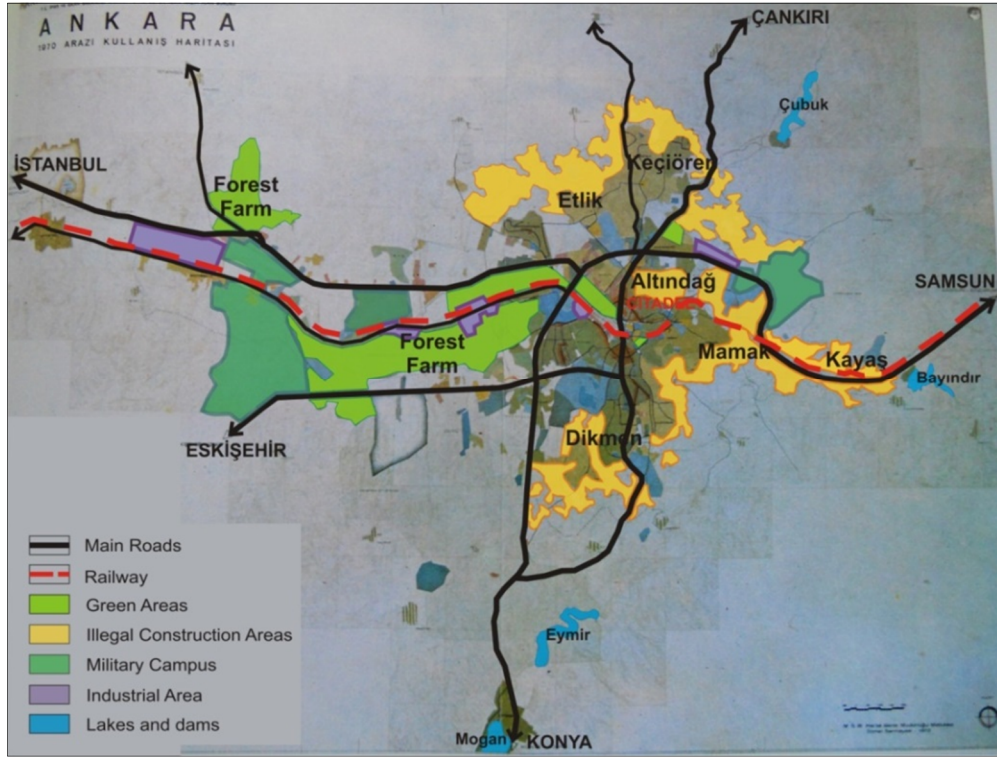 ANKARA
1970 ARAZİ KULLANIŞ HARİTASI
ÇANKIRI
Çubuk
İSTANBUL
Keçiören
Forest
Farm
Etlik
Altındağ
SAMSUN
CITADEL
Forest
Farm
Mamak
Kayaş
Bayındır
Dikmen
ESKİŞEHİR
Main Roads
Railway
Green Areas
Illegal Construction Areas
Military Campus
Industrial Area
Lakes and dams
Eymir
Mogan
KONYA